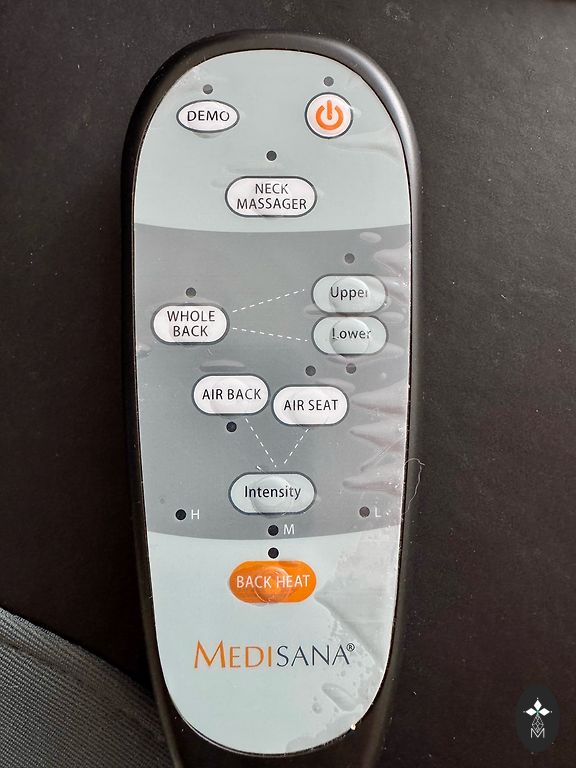 DEMO
NECK
MASSAGER
Upper
WHOLE
BACK
Lower
AIR BACK
AIR SEAT
Intensity
H
L
M
BACK HEAT
MEDISANA®
M